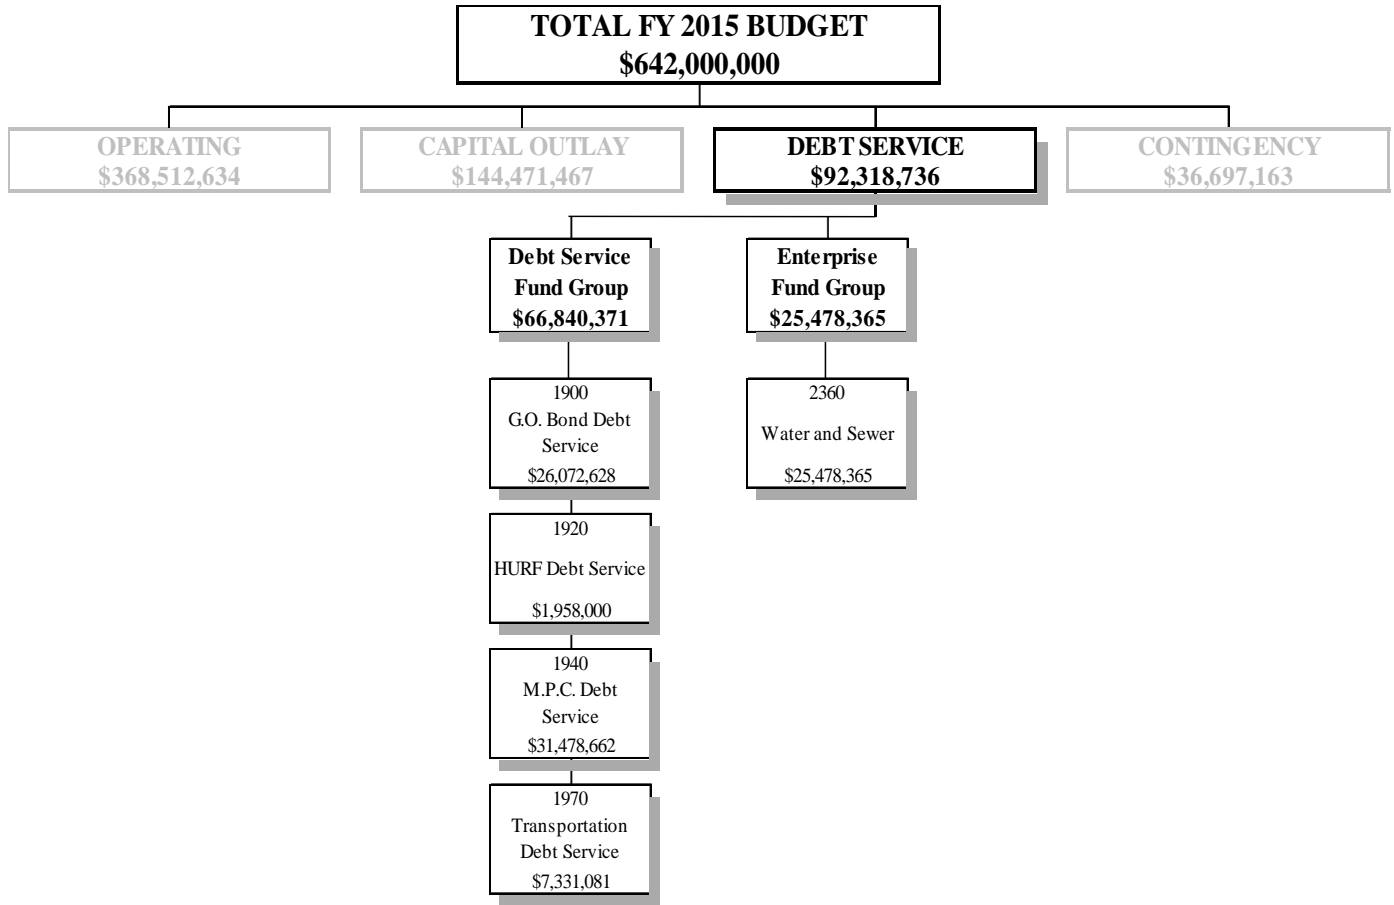 TOTAL FY 2015 BUDGET
$642,000,000
OPERATING
$368,512,634
CAPITAL OUTLAY
$144,471,467
DEBT SERVICE
$92,318,736
CONTINGENCY
$36,697,163
Debt Service
Fund Group
$66,840,371
Enterprise
Fund Group
$25,478,365
1900
G.O. Bond Debt
Service
$26,072,628
2360
Water and Sewer
$25,478,365
1920
HURF Debt Service
$1,958,000
1940
M.P.C. Debt
Service
$31,478,662
1970
Transportation
Debt Service
$7,331,081